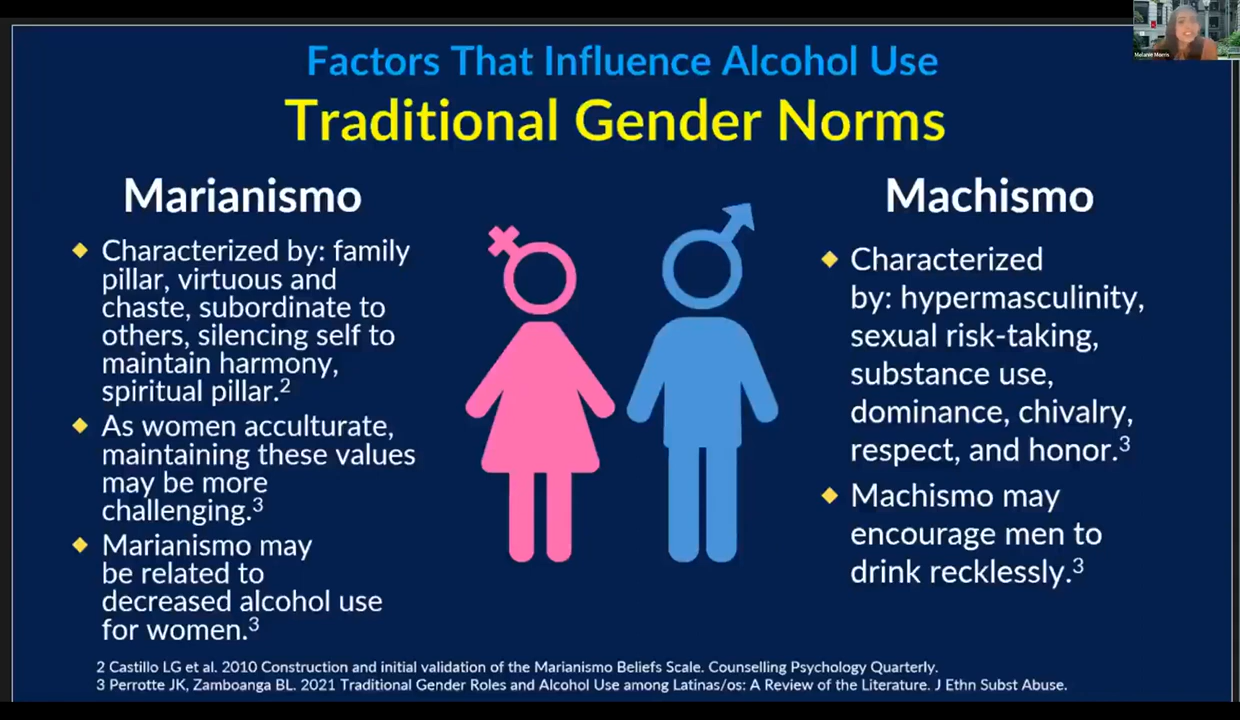 Melanie Morris
Factors That Influence Alcohol Use
Traditional Gender Norms
Marianismo
◆ Characterized by: family
pillar, virtuous and
chaste, subordinate to
others, silencing self to
maintain harmony,
spiritual pillar.2
◆ As women acculturate,
maintaining these values
may be more
challenging.3
◆ Marianismo may
be related to
decreased alcohol use
for women.3
Machismo
◆ Characterized
by: hypermasculinity,
sexual risk-taking,
substance use,
dominance, chivalry,
respect, and honor.3
◆ Machismo may
encourage men to
drink recklessly.3
2 Castillo LG et al. 2010 Construction and initial validation of the Marianismo Beliefs Scale. Counselling Psychology Quarterly.
3 Perrotte JK, Zamboanga BL. 2021 Traditional Gender Roles and Alcohol Use among Latinas/os: A Review of the Literature. J Ethn Subst Abuse.